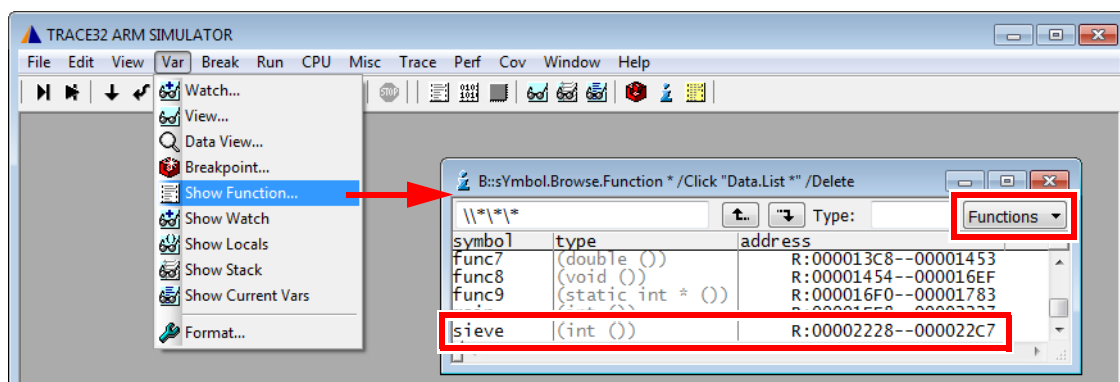 TRACE32 ARM SIMULATOR
File Edit View Var Break Run CPU Misc Trace Perf Cov Window Help
STOP
Watch...
View...
Data View...
Breakpoint...
Show Function...
Show Watch
Show Locals
Show Stack
Show Current Vars
Format...
B::sYmbol.Browse.Function * /Click "Data.List *" /Delete
\\*\*\* Type: Functions
symbol type address
func7 (double ()) R:000013C8--00001453
func8 (void ()) R:00001454--000016EF
func9 (static int * ()) R:000016F0--00001783
sieve (int ()) R:00002228--000022C7